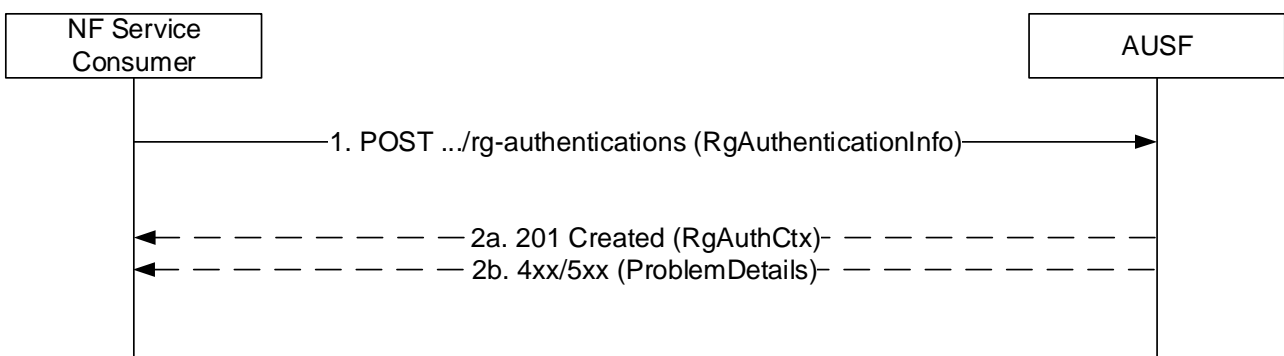 NF Service
Consumer
AUSF
1. POST .../rg-authentications (RgAuthenticationInfo)
2a. 201 Created (RgAuthCtx)
2b. 4xx/5xx (ProblemDetails)